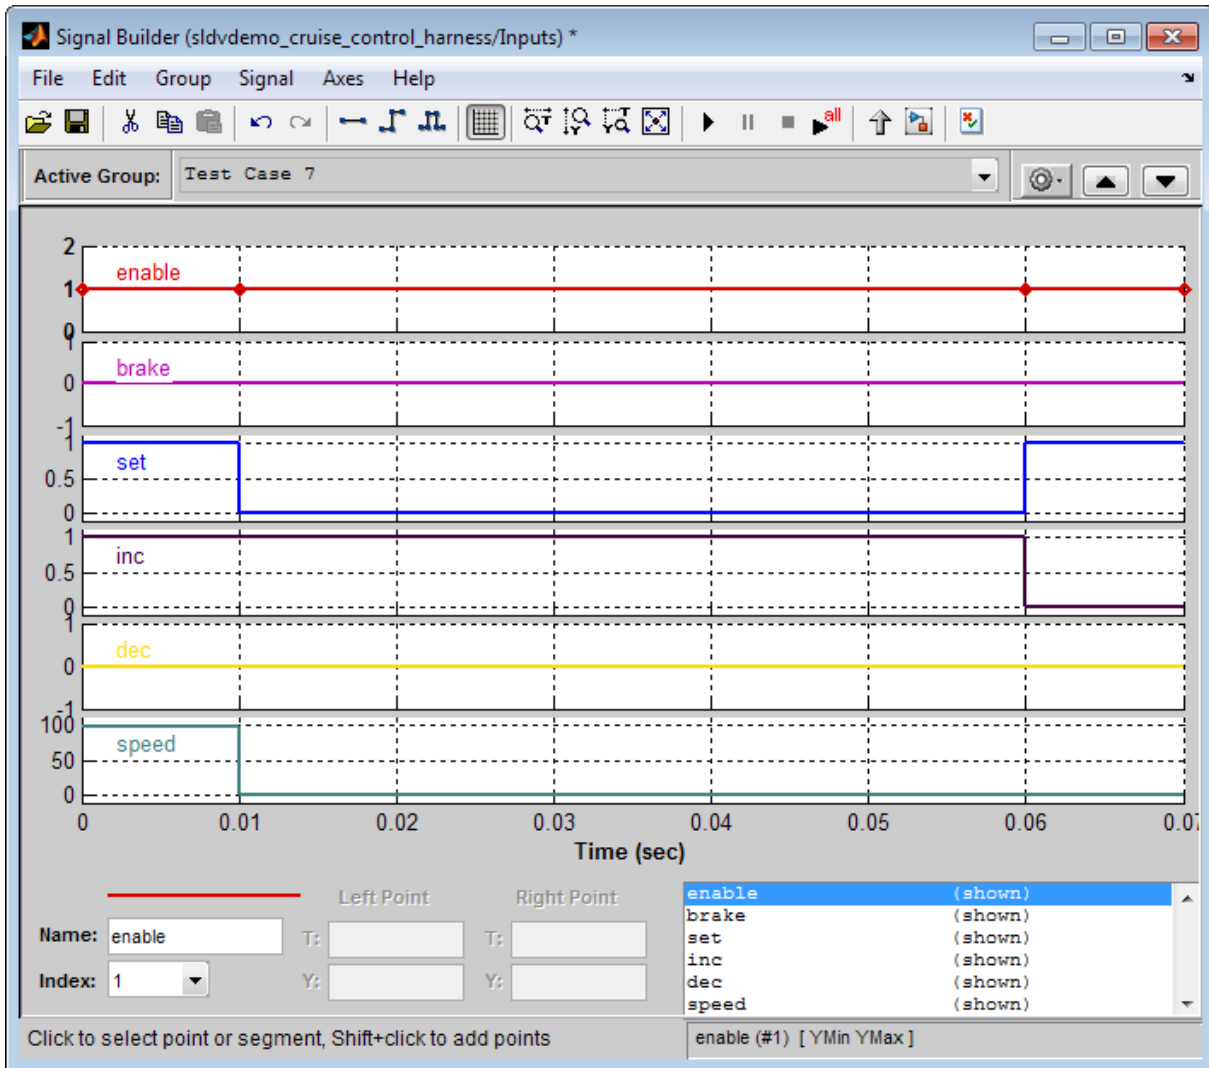 Signal Builder (sldvdemo_cruise_control_harness/Inputs) *
File Edit Group Signal Axes Help
all
Active Group: Test Case 7
2
enable
1
0
1
brake
0
-1
1
set
0.5
0
1
inc
0.5
0
1
dec
0
-1
100
speed
50
0
0 0.01 0.02 0.03 0.04 0.05 0.06 0.07
Time (sec)
Left Point Right Point
Name: enable T: T:
Index: 1 Y: Y:
enable (shown)
brake (shown)
set (shown)
inc (shown)
dec (shown)
speed (shown)
Click to select point or segment, Shift+click to add points
enable (#1) [ YMin YMax ]